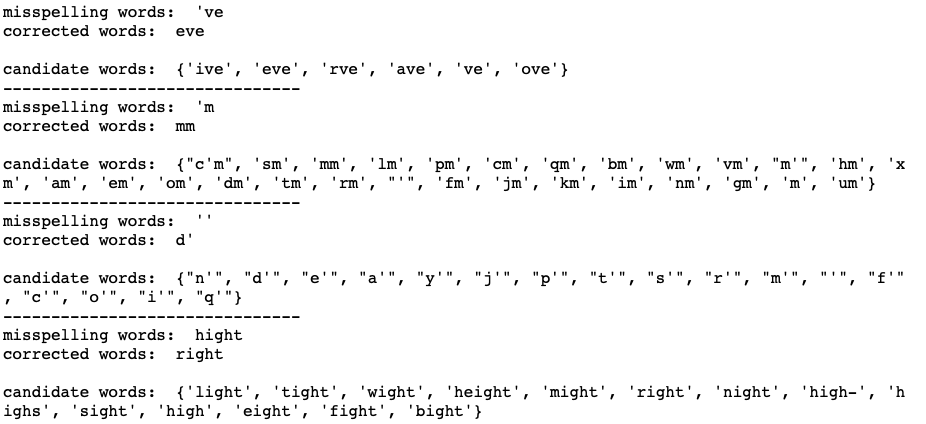 misspelling words:  've
corrected words:  eve
candidate words:  {'ive', 'eve', 'rve', 'ave', 've', 'ove'}
-------------------------------
misspelling words:  'm
corrected words:  mm
candidate words:  {"c'm", 'sm', 'mm', 'lm', 'pm', 'cm', 'qm', 'bm', 'wm', 'vm', "m'", 'hm', 'x
m', 'am', 'em', 'om', 'dm', 'tm', 'rm', "'", 'fm', 'jm', 'km', 'im', 'nm', 'gm', 'm', 'um'}
-------------------------------
misspelling words:  ''
corrected words:  d'
candidate words:  {"n'", "d'", "e'", "a'", "y'", "j'", "p'", "t'", "s'", "r'", "m'", "'", "f'"
, "c'", "o'", "i'", "q'"}
-------------------------------
misspelling words:  hight
corrected words:  right
candidate words:  {'light', 'tight', 'wight', 'height', 'might', 'right', 'night', 'high-', 'h
ighs', 'sight', 'high', 'eight', 'fight', 'bight'}